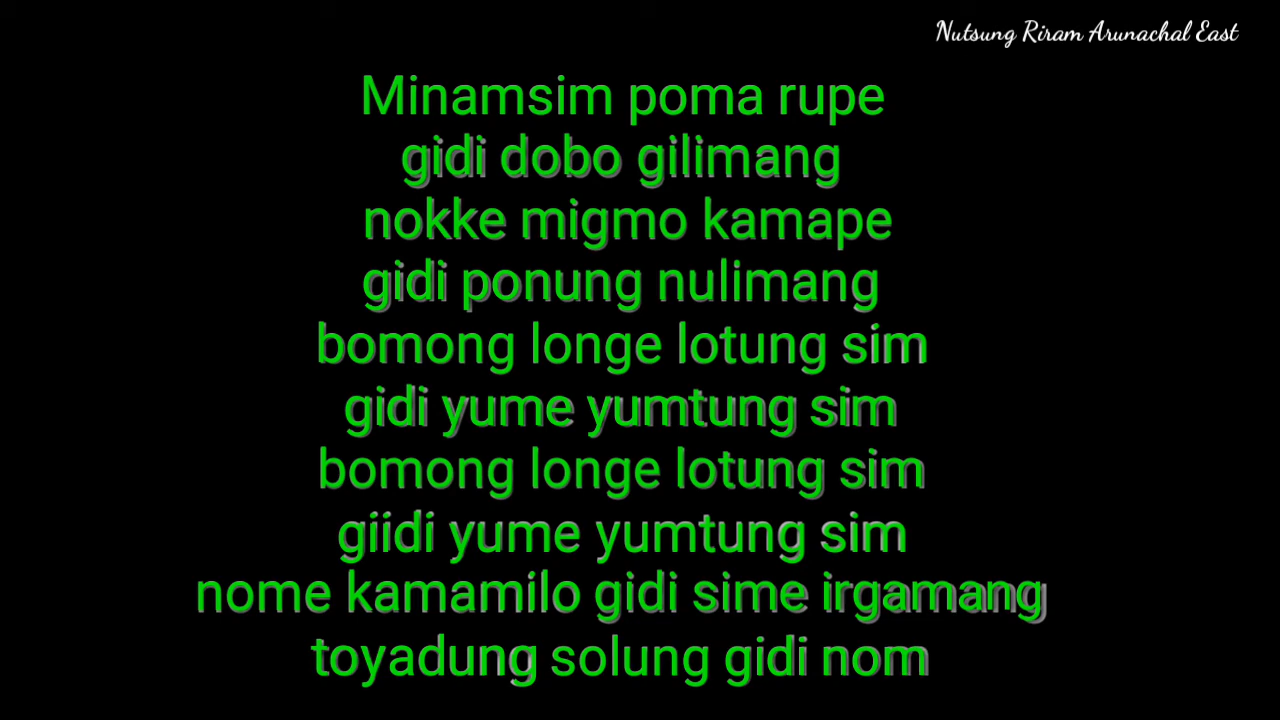 Nutsung Riram Arunachal East
Minamsim poma rupe
gidi dobo gilimang
nokke migmo kamape
gidi ponung nulimang
bomong longe lotung sim
gidi yume yumtung sim
bomong longe lotung sim
giidi yume yumtung sim
nome kamamilo gidi sime irgamang
toyadung solung gidi nom